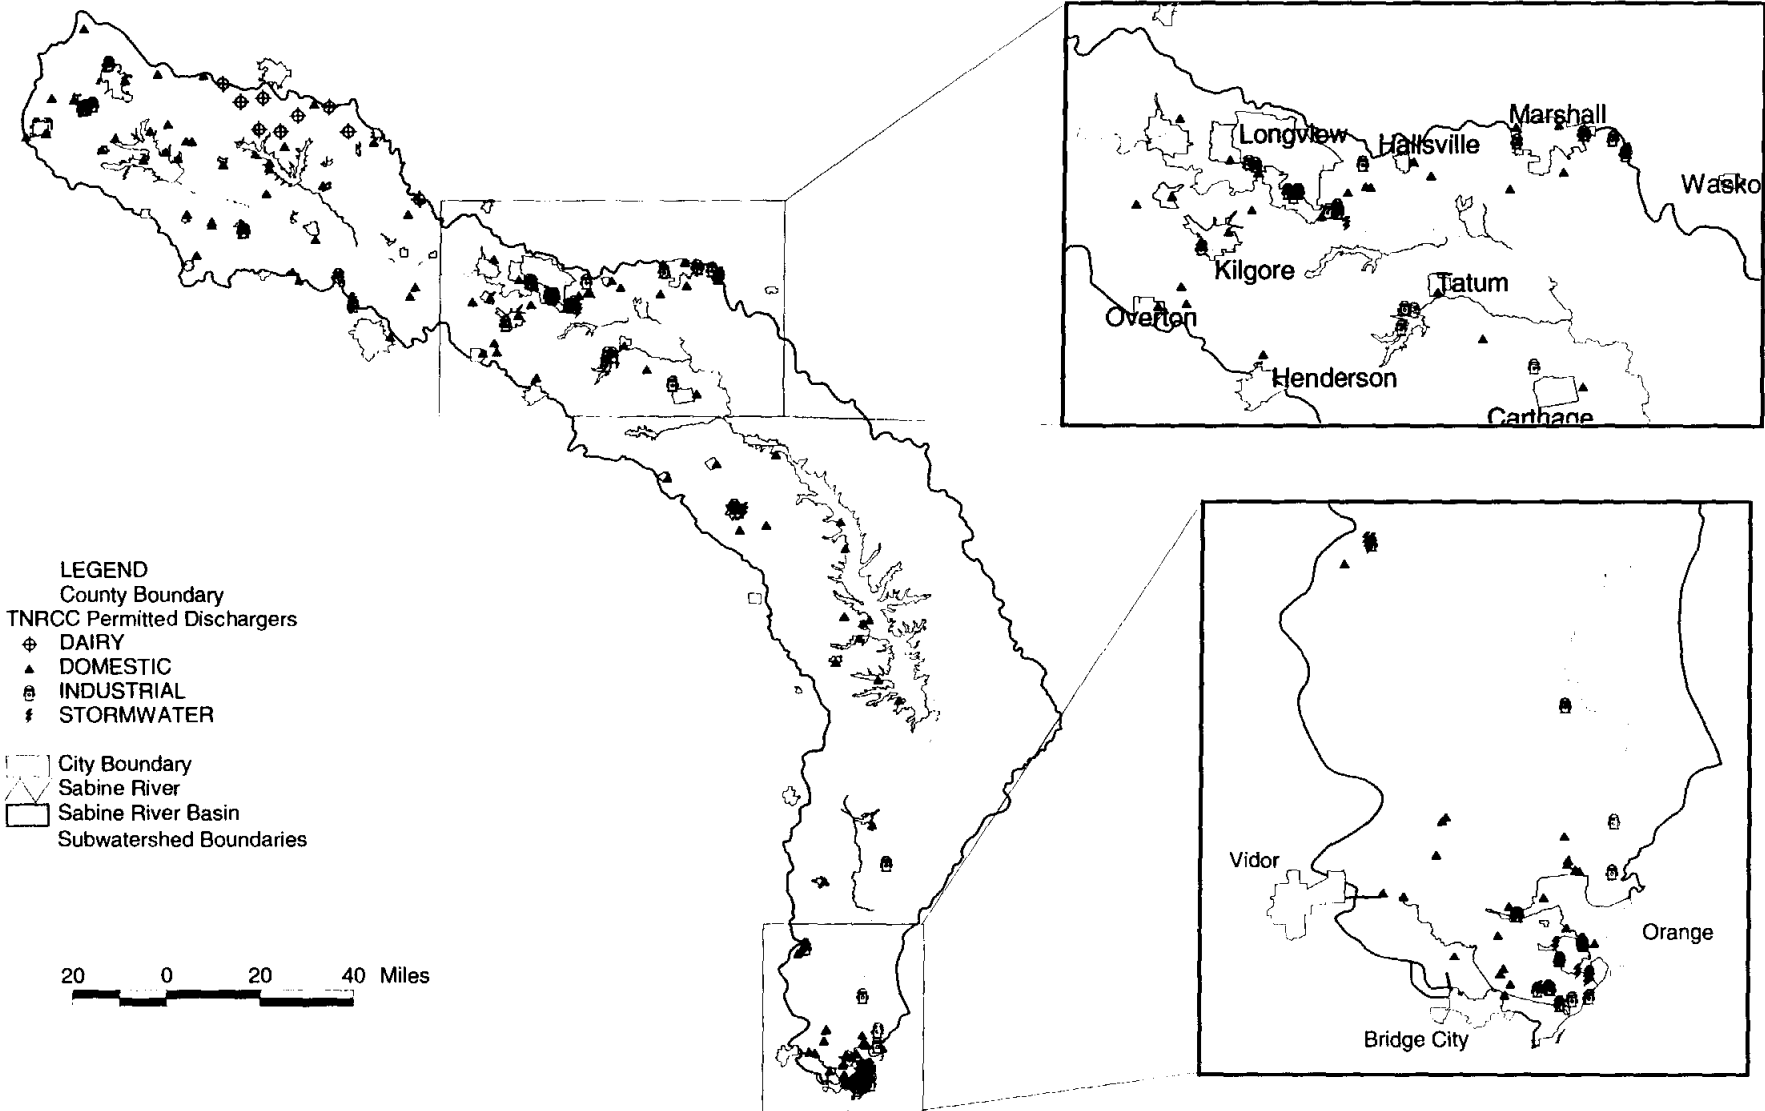 Marshall
Longview
Hallsville
Wasko
Kilgore
Tatum
Overton
Henderson
Carthage
LEGEND
County Boundary
TNRCC Permitted Dischargers
DAIRY
DOMESTIC
INDUSTRIAL
STORMWATER
City Boundary
Sabine River
Sabine River Basin
Subwatershed Boundaries
20 0 20 40 Miles
Vidor
Orange
Bridge City